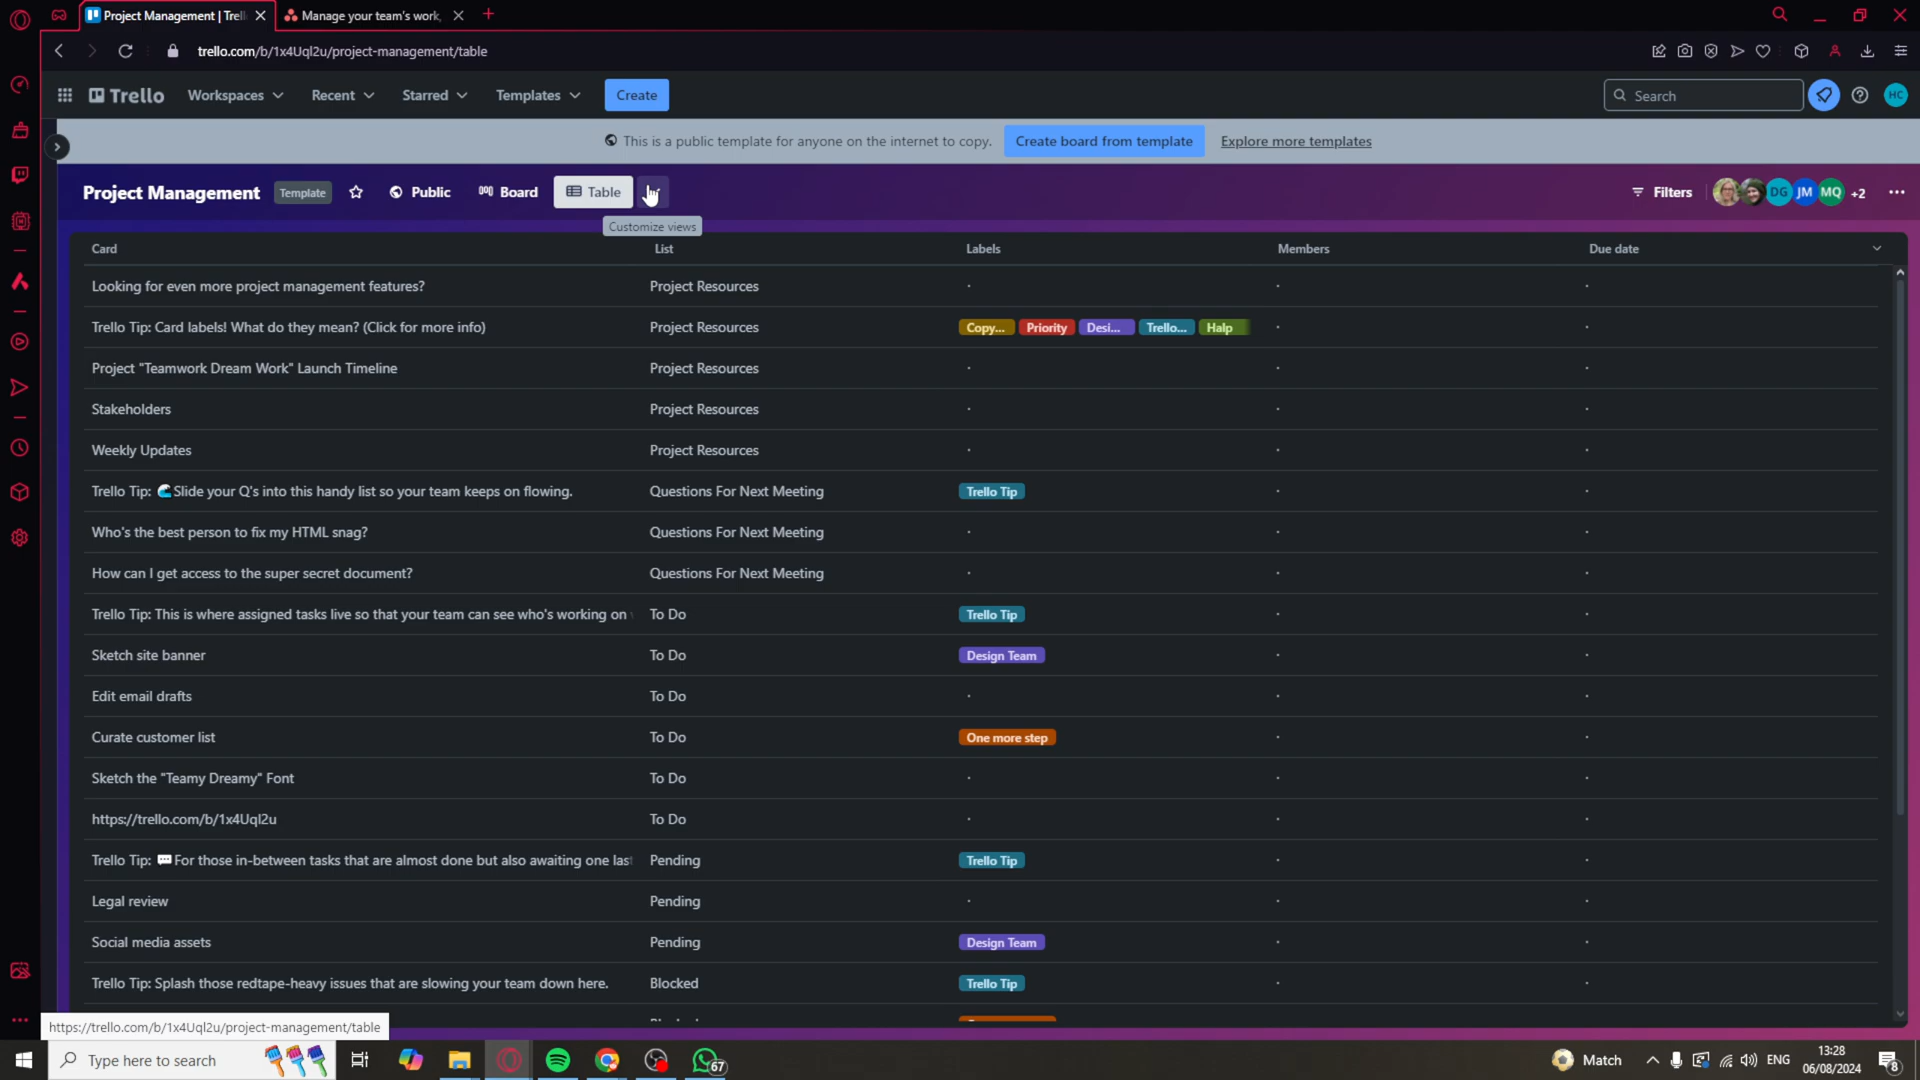 Project Management | Trell
Manage your team's work,
trello.com/b/1x4Uql2u/project-management/table
Trello
Workspaces
Recent
Starred
Templates
Create
Search
HC
This is a public template for anyone on the internet to copy.
Create board from template
Explore more templates
Project Management
Template
Public
Board
Table
Filters
DG
JM
MQ
+2
Customize views
Card
List
Labels
Members
Due date
Looking for even more project management features?
Project Resources
Trello Tip: Card labels! What do they mean? (Click for more info)
Project Resources
Copy...
Priority
Desi...
Trello...
Halp
Project "Teamwork Dream Work" Launch Timeline
Project Resources
Stakeholders
Project Resources
Weekly Updates
Project Resources
Trello Tip: 🌊Slide your Q's into this handy list so your team keeps on flowing.
Questions For Next Meeting
Trello Tip
Who's the best person to fix my HTML snag?
Questions For Next Meeting
How can I get access to the super secret document?
Questions For Next Meeting
Trello Tip: This is where assigned tasks live so that your team can see who's working on
To Do
Trello Tip
Sketch site banner
To Do
Design Team
Edit email drafts
To Do
Curate customer list
To Do
One more step
Sketch the "Teamy Dreamy" Font
To Do
https://trello.com/b/1x4Uql2u
To Do
Trello Tip: 💬For those in-between tasks that are almost done but also awaiting one last
Pending
Trello Tip
Legal review
Pending
Social media assets
Pending
Design Team
Trello Tip: Splash those redtape-heavy issues that are slowing your team down here.
Blocked
Trello Tip
https://trello.com/b/1x4Uql2u/project-management/table
Type here to search
67
Match
ENG
13:28
06/08/2024
8